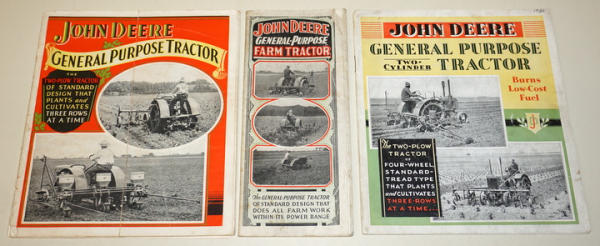 JOHN DEERE
GENERAL PURPOSE TRACTOR
THE
TWO-PLOW TRACTOR
OF STANDARD
DESIGN THAT
PLANTS and
CULTIVATES
THREE ROWS
AT A TIME
JOHN DEERE
GENERAL-PURPOSE
FARM TRACTOR
The GENERAL-PURPOSE TRACTOR
OF STANDARD DESIGN THAT
DOES ALL FARM WORK
WITHIN ITS POWER RANGE
JOHN DEERE
GENERAL PURPOSE
TWO-CYLINDER TRACTOR
Burns
Low-Cost
Fuel
The TWO-PLOW
TRACTOR
OF FOUR-WHEEL
STANDARD-
TREAD TYPE
THAT PLANTS
and CULTIVATES
THREE-ROWS
AT A TIME...